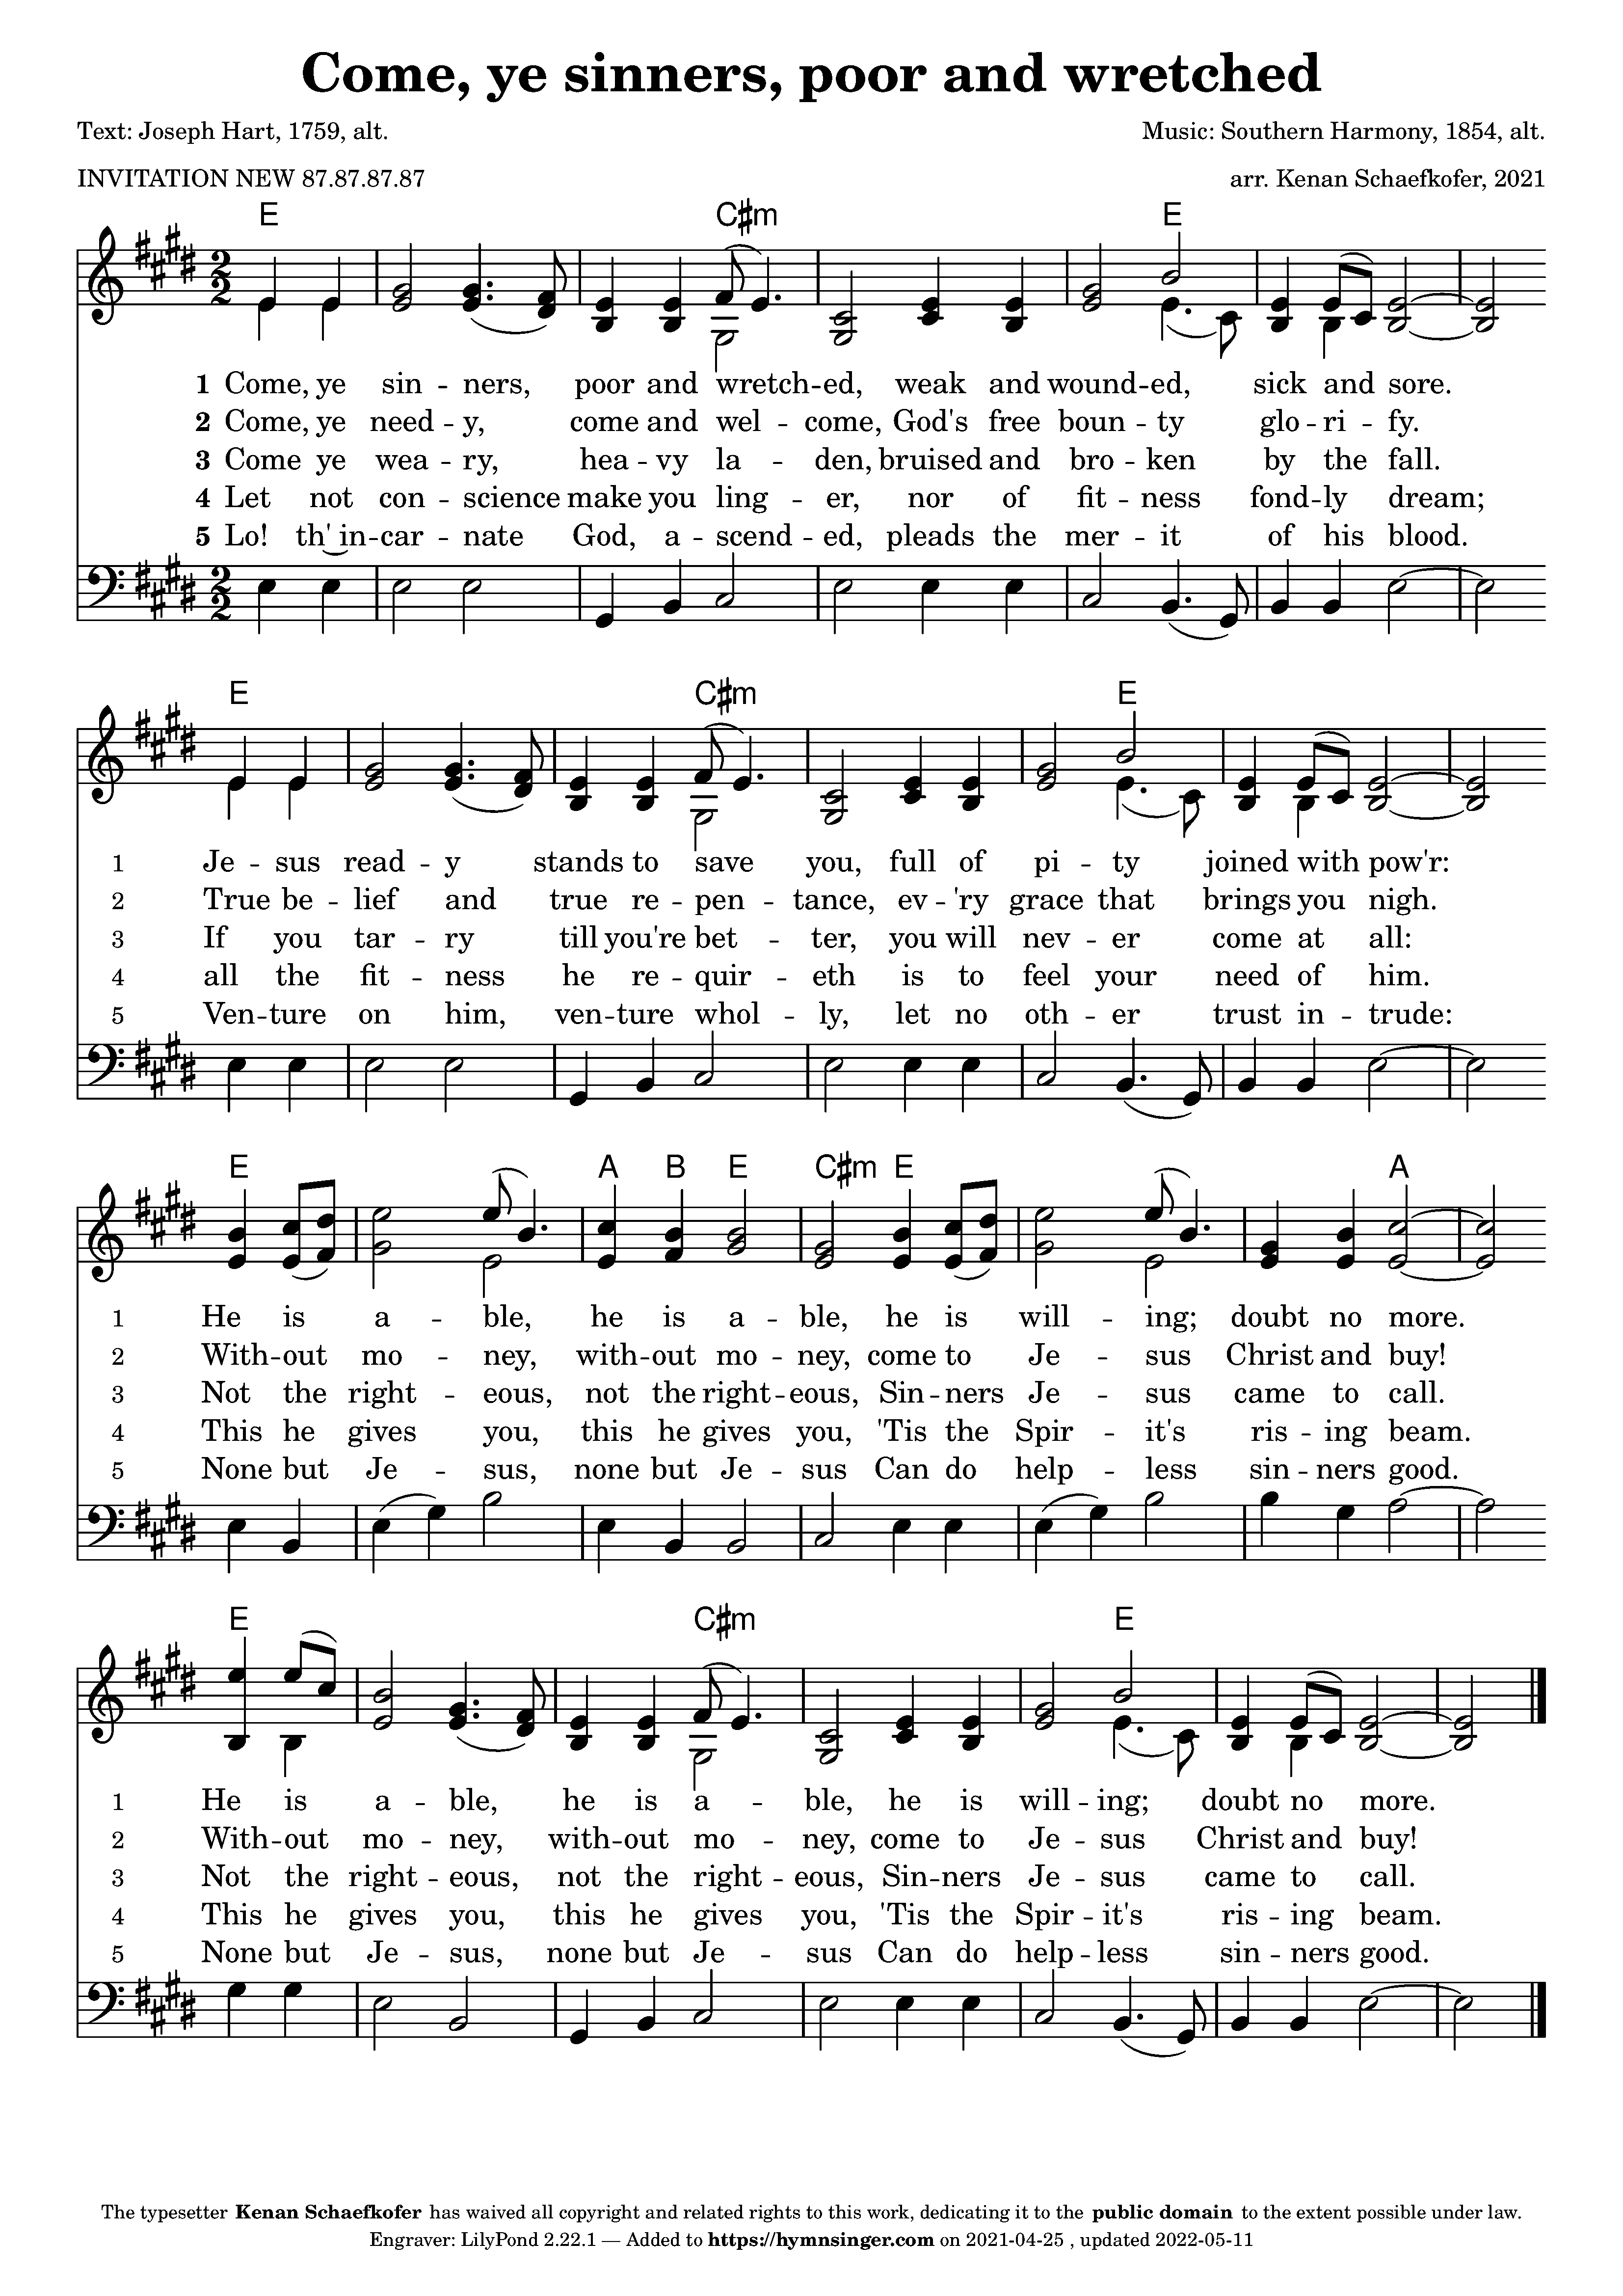 Come, ye sinners, poor and wretched
Text: Joseph Hart, 1759, alt. Music: Southern Harmony, 1854, alt.
INVITATION NEW 87.87.87.87 arr. Kenan Schaefkofer, 2021
E C♯m E
1 Come, ye sin -- ners, poor and wretch -- ed, weak and wound -- ed, sick and sore.
2 Come, ye need -- y, come and wel -- come, God's free boun -- ty glo -- ri -- fy.
3 Come ye wea -- ry, hea -- vy la -- den, bruised and bro -- ken by the fall.
4 Let not con -- science make you ling -- er, nor of fit -- ness fond -- ly dream;
5 Lo! th'‿in -- car -- nate God, a -- scend -- ed, pleads the mer -- it of his blood.
E C♯m E
1 Je -- sus read -- y stands to save you, full of pi -- ty joined with pow'r:
2 True be -- lief and true re -- pen -- tance, ev -- 'ry grace that brings you nigh.
3 If you tar -- ry till you're bet -- ter, you will nev -- er come at all:
4 all the fit -- ness he re -- quir -- eth is to feel your need of him.
5 Ven -- ture on him, ven -- ture whol -- ly, let no oth -- er trust in -- trude:
E A B E C♯m E A
1 He is a -- ble, he is a -- ble, he is will -- ing; doubt no more.
2 With -- out mo -- ney, with -- out mo -- ney, come to Je -- sus Christ and buy!
3 Not the right -- eous, not the right -- eous, Sin -- ners Je -- sus came to call.
4 This he gives you, this he gives you, 'Tis the Spir -- it's ris -- ing beam.
5 None but Je -- sus, none but Je -- sus Can do help -- less sin -- ners good.
E C♯m E
1 He is a -- ble, he is a -- ble, he is will -- ing; doubt no more.
2 With -- out mo -- ney, with -- out mo -- ney, come to Je -- sus Christ and buy!
3 Not the right -- eous, not the right -- eous, Sin -- ners Je -- sus came to call.
4 This he gives you, this he gives you, 'Tis the Spir -- it's ris -- ing beam.
5 None but Je -- sus, none but Je -- sus Can do help -- less sin -- ners good.
The typesetter Kenan Schaefkofer has waived all copyright and related rights to this work, dedicating it to the public domain to the extent possible under law.
Engraver: LilyPond 2.22.1 — Added to https://hymnsinger.com on 2021-04-25 , updated 2022-05-11